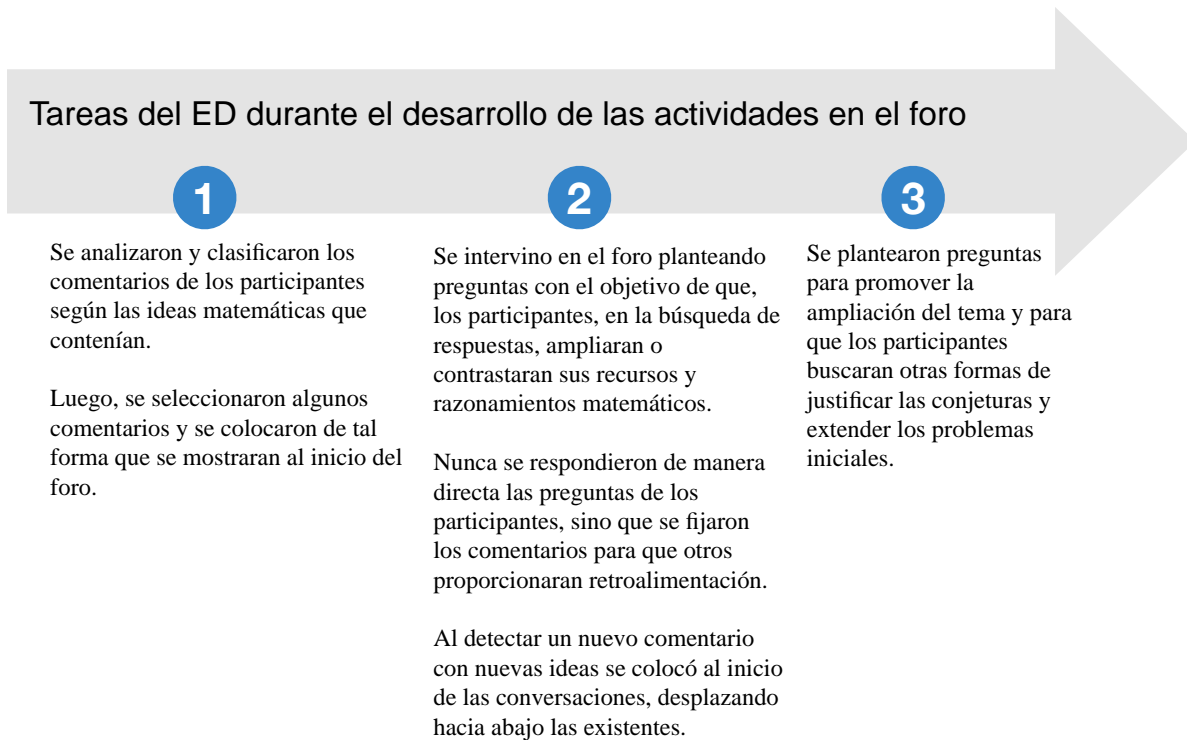 Tareas del ED durante el desarrollo de las actividades en el foro
1
Se analizaron y clasificaron los
comentarios de los participantes
según las ideas matemáticas que
contenían.
Luego, se seleccionaron algunos
comentarios y se colocaron de tal
forma que se mostraran al inicio del
foro.
2
Se intervino en el foro planteando
preguntas con el objetivo de que,
los participantes, en la búsqueda de
respuestas, ampliaran o
contrastaran sus recursos y
razonamientos matemáticos.
Nunca se respondieron de manera
directa las preguntas de los
participantes, sino que se fijaron
los comentarios para que otros
proporcionaran retroalimentación.
Al detectar un nuevo comentario
con nuevas ideas se colocó al inicio
de las conversaciones, desplazando
hacia abajo las existentes.
3
Se plantearon preguntas
para promover la
ampliación del tema y para
que los participantes
buscaran otras formas de
justificar las conjeturas y
extender los problemas
iniciales.